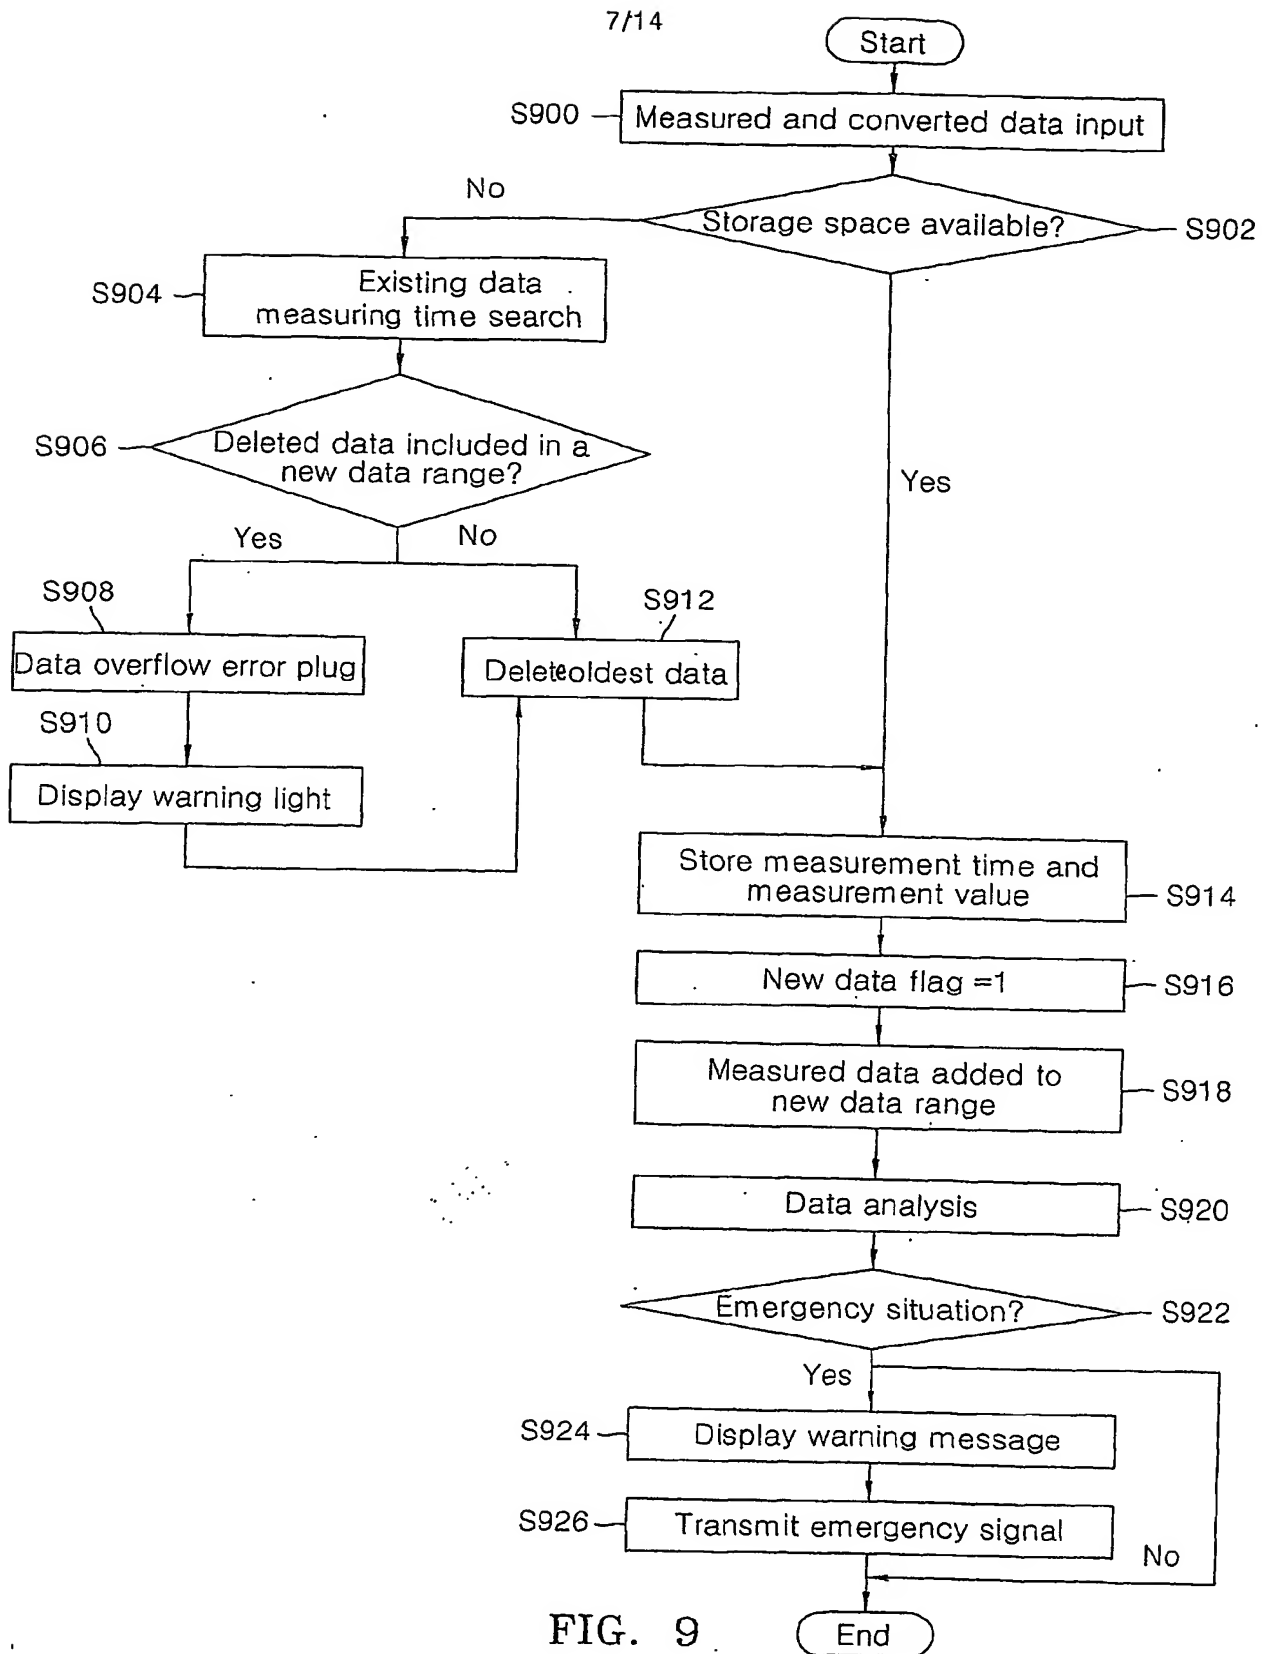 7/14
Start
S900
Measured and converted data input
No
Storage space available?
S902
S904
Existing data
measuring time search
S906
Deleted data included in a
new data range?
Yes
Yes
No
S908
S912
Data overflow error plug
Delete oldest data
S910
Display warning light
Store measurement time and
measurement value
S914
New data flag =1
S916
Measured data added to
new data range
S918
Data analysis
S920
Emergency situation?
S922
Yes
S924
Display warning message
S926
Transmit emergency signal
No
FIG. 9
End